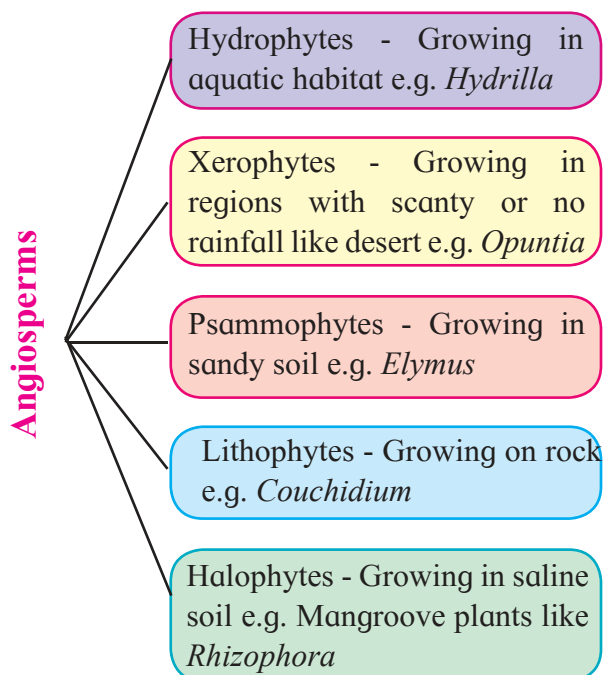 Angiosperms
Hydrophytes - Growing in
aquatic habitat e.g. Hydrilla
Xerophytes - Growing in
regions with scanty or no
rainfall like desert e.g. Opuntia
Psammophytes - Growing in
sandy soil e.g. Elymus
Lithophytes - Growing on rock
e.g. Couchidium
Halophytes - Growing in saline
soil e.g. Mangroove plants like
Rhizophora